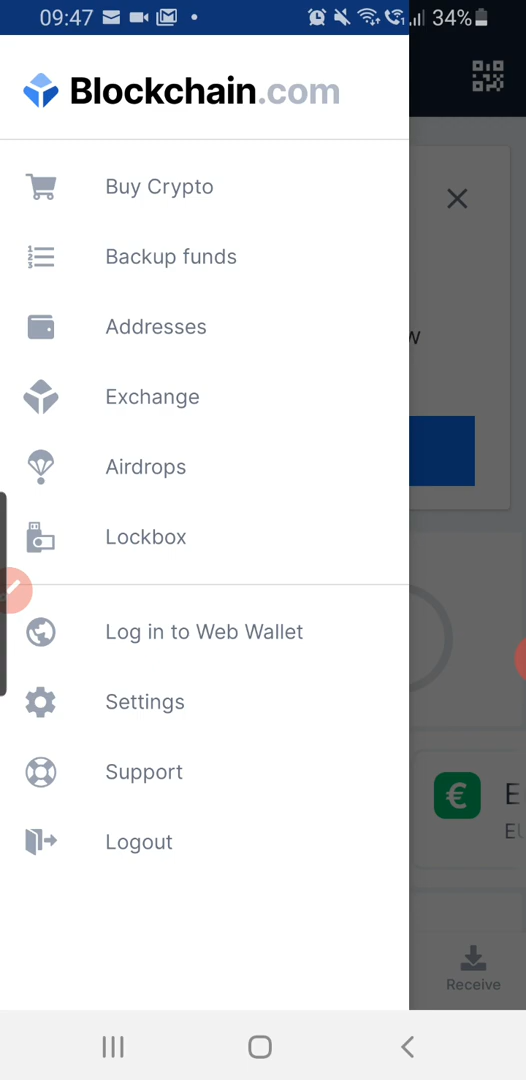 09:47
34%
Blockchain.com
Buy Crypto
Backup funds
Addresses
w
Exchange
Airdrops
Lockbox
Log in to Web Wallet
Settings
Support
€
E
EU
Logout
Receive